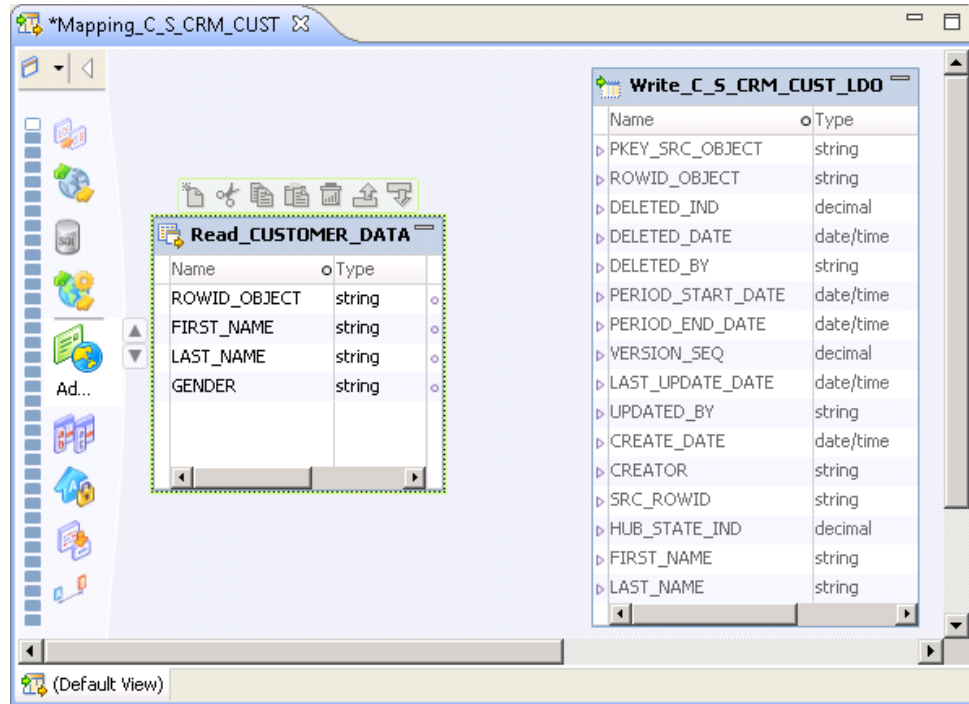 *Mapping_C_S_CRM_CUST
Write_C_S_CRM_CUST_LDO
Name Type
PKEY_SRC_OBJECT string
ROWID_OBJECT string
DELETED_IND decimal
DELETED_DATE date/time
DELETED_BY string
PERIOD_START_DATE date/time
PERIOD_END_DATE date/time
VERSION_SEQ decimal
LAST_UPDATE_DATE date/time
UPDATED_BY string
CREATE_DATE date/time
CREATOR string
SRC_ROWID string
HUB_STATE_IND decimal
FIRST_NAME string
LAST_NAME string
Read_CUSTOMER_DATA
Name Type
ROWID_OBJECT string
FIRST_NAME string
LAST_NAME string
GENDER string
SQL
Ad...
(Default View)